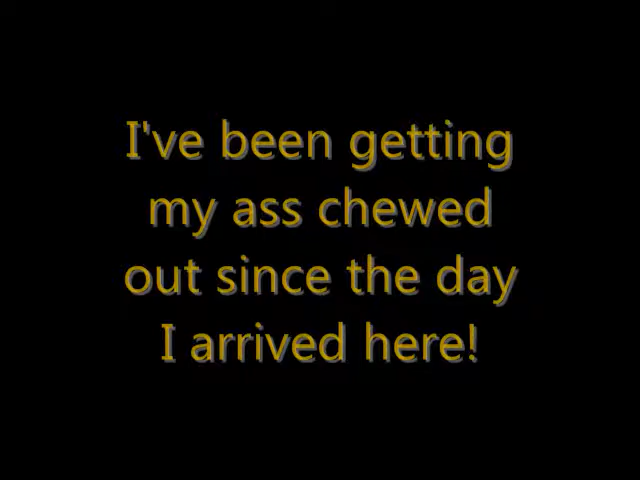 I've been getting
my ass chewed
out since the day
I arrived here!